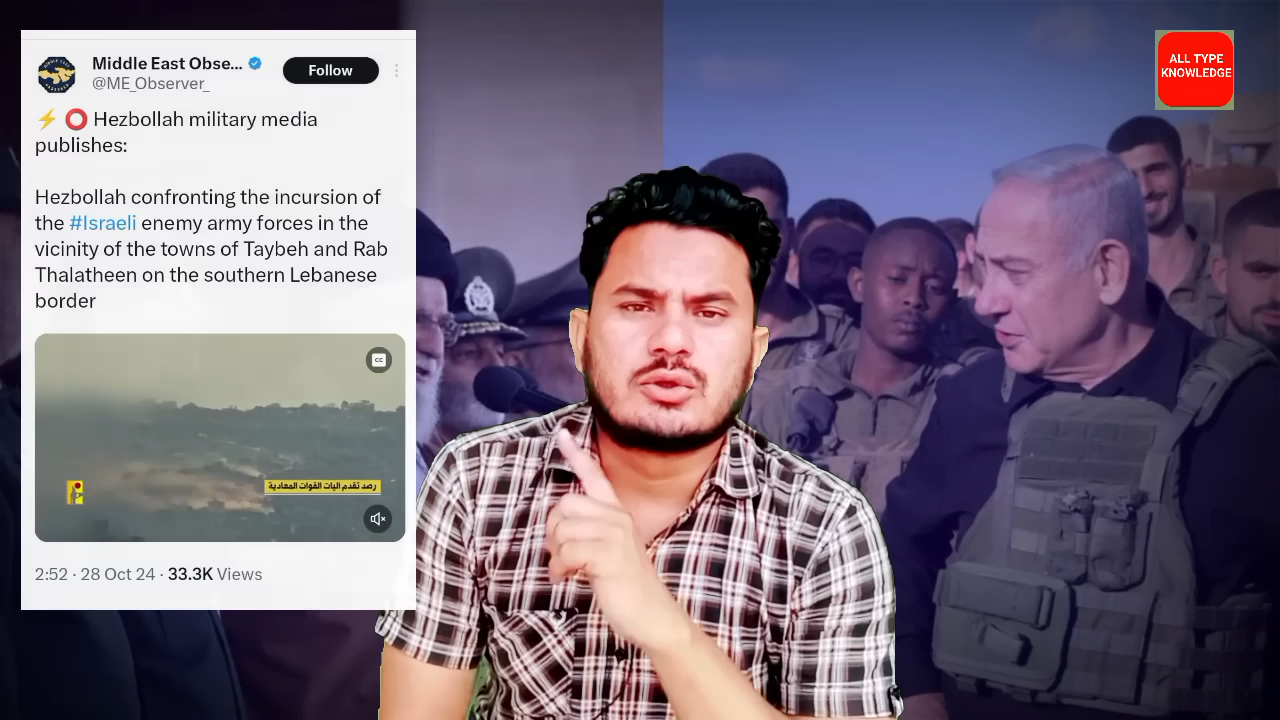 Middle East Obse...
@ME_Observer_
Follow
⚡ ⭕ Hezbollah military media
publishes:
Hezbollah confronting the incursion of
the #Israeli enemy army forces in the
vicinity of the towns of Taybeh and Rab
Thalatheen on the southern Lebanese
border
CC
رصد تقدم آليات القوات المعادية
2:52 · 28 Oct 24 · 33.3K Views
ALL TYPE
KNOWLEDGE